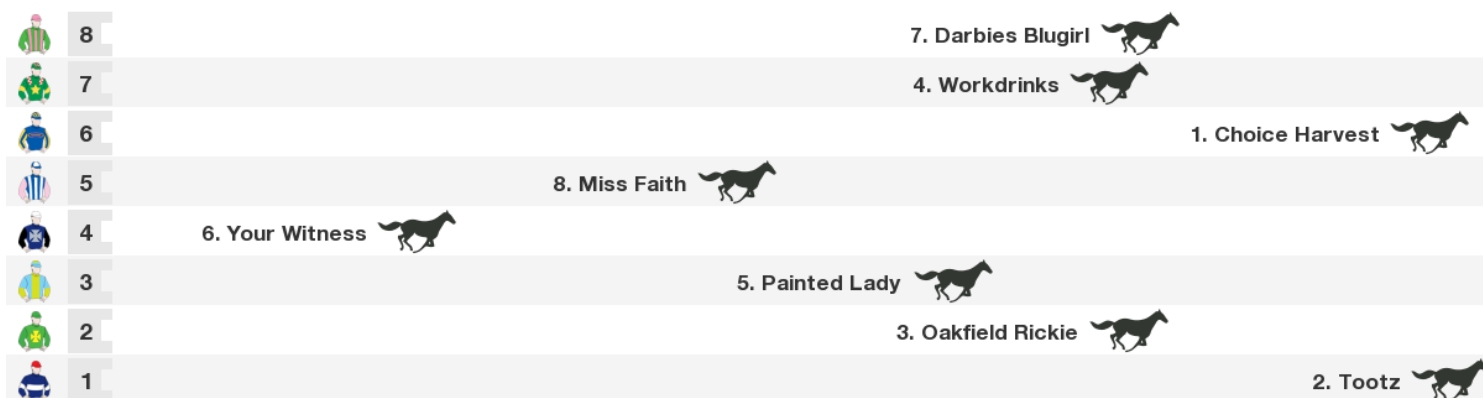 8 7. Darbies Blugirl
7 4. Workdrinks
6 1. Choice Harvest
5 8. Miss Faith
4 6. Your Witness
3 5. Painted Lady
2 3. Oakfield Rickie
1 2. Tootz